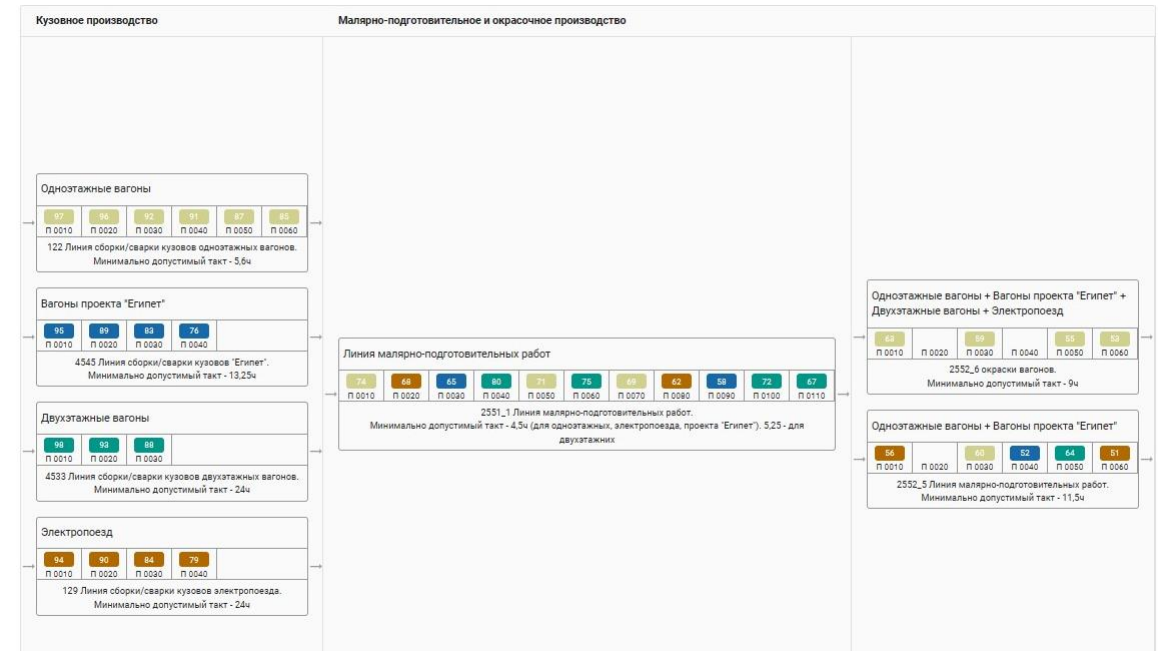 Кузовное производство
Малярно-подготовительное и окрасочное производство
Одноэтажные вагоны
97 96 92 91 87 85
П 0010 П 0020 П 0030 П 0040 П 0050 П 0060
122 Линия сборки/сварки кузовов одноэтажных вагонов.
Минимально допустимый такт - 5,6ч
Вагоны проекта "Египет"
95 89 83 76
П 0010 П 0020 П 0030 П 0040
4545 Линия сборки/сварки кузовов "Египет".
Минимально допустимый такт - 13,25ч
Двухэтажные вагоны
98 93 88
П 0010 П 0020 П 0030
4533 Линия сборки/сварки кузовов двухэтажных вагонов.
Минимально допустимый такт - 24ч
Электропоезд
94 90 84 79
П 0010 П 0020 П 0030 П 0040
129 Линия сборки/сварки кузовов электропоезда.
Минимально допустимый такт - 24ч
Линия малярно-подготовительных работ
74 68 65 80 71 75 69 62 58 72 67
П 0010 П 0020 П 0030 П 0040 П 0050 П 0060 П 0070 П 0080 П 0090 П 0100 П 0110
2551_1 Линия малярно-подготовительных работ.
Минимально допустимый такт - 4,5ч (для одноэтажных, электропоезда, проекта "Египет"). 5,25 - для
двухэтажних
Одноэтажные вагоны + Вагоны проекта "Египет" +
Двухэтажные вагоны + Электропоезд
63 59 55 53
П 0010 П 0020 П 0030 П 0040 П 0050 П 0060
2552_6 окраски вагонов.
Минимально допустимый такт - 9ч
Одноэтажные вагоны + Вагоны проекта "Египет"
56 60 52 64 51
П 0010 П 0020 П 0030 П 0040 П 0050 П 0060
2552_5 Линия малярно-подготовительных работ.
Минимально допустимый такт - 11,5ч